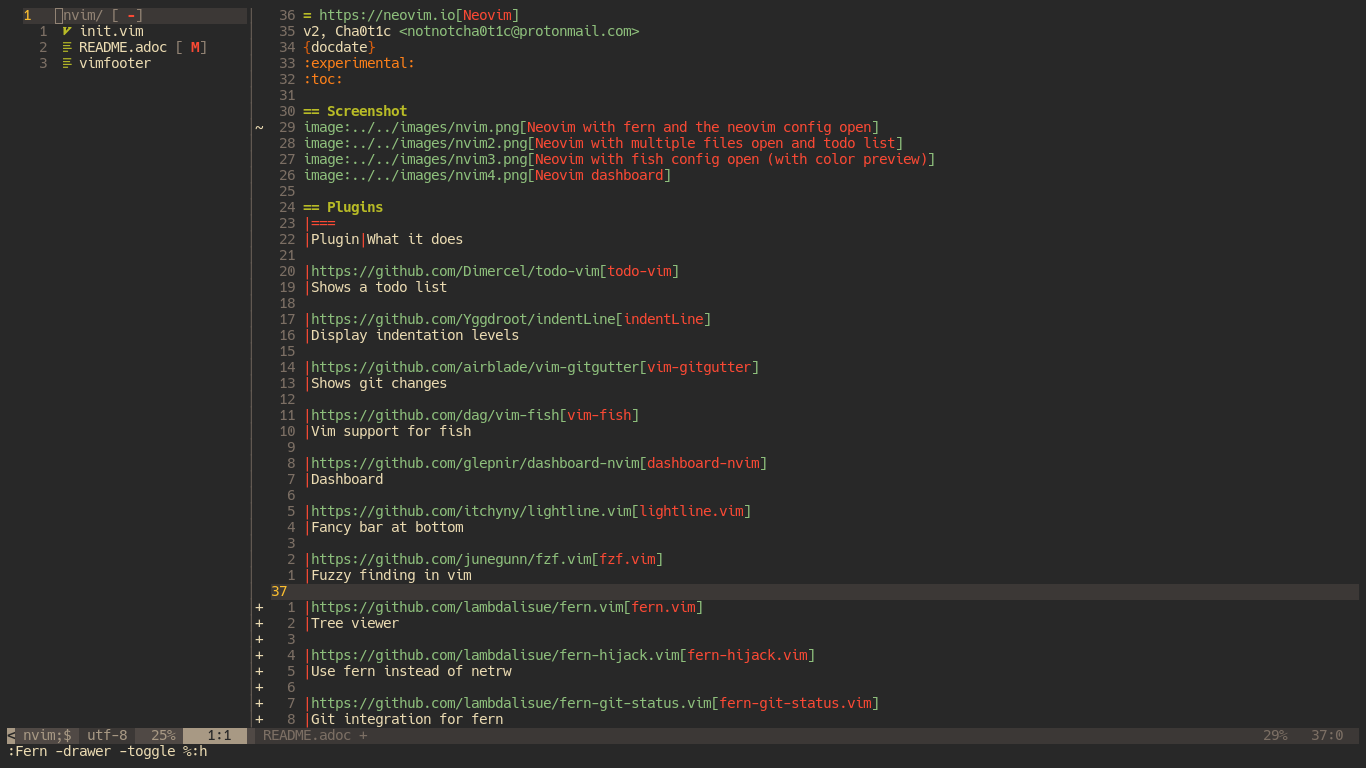 1 nvim/ [ -]
1 init.vim
2 README.adoc [ M]
3 vimfooter
36 = https://neovim.io[Neovim]
35 v2, Cha0t1c <notnotcha0t1c@protonmail.com>
34 {docdate}
33 :experimental:
32 :toc:
31
30 == Screenshot
~ 29 image:../../images/nvim.png[Neovim with fern and the neovim config open]
28 image:../../images/nvim2.png[Neovim with multiple files open and todo list]
27 image:../../images/nvim3.png[Neovim with fish config open (with color preview)]
26 image:../../images/nvim4.png[Neovim dashboard]
25
24 == Plugins
23 |===
22 |Plugin|What it does
21
20 |https://github.com/Dimercel/todo-vim[todo-vim]
19 |Shows a todo list
18
17 |https://github.com/Yggdroot/indentLine[indentLine]
16 |Display indentation levels
15
14 |https://github.com/airblade/vim-gitgutter[vim-gitgutter]
13 |Shows git changes
12
11 |https://github.com/dag/vim-fish[vim-fish]
10 |Vim support for fish
9
8 |https://github.com/glepnir/dashboard-nvim[dashboard-nvim]
7 |Dashboard
6
5 |https://github.com/itchyny/lightline.vim[lightline.vim]
4 |Fancy bar at bottom
3
2 |https://github.com/junegunn/fzf.vim[fzf.vim]
1 |Fuzzy finding in vim
37
+ 1 |https://github.com/lambdalisue/fern.vim[fern.vim]
+ 2 |Tree viewer
+ 3
+ 4 |https://github.com/lambdalisue/fern-hijack.vim[fern-hijack.vim]
+ 5 |Use fern instead of netrw
+ 6
+ 7 |https://github.com/lambdalisue/fern-git-status.vim[fern-git-status.vim]
+ 8 |Git integration for fern
< nvim;$ utf-8 25% 1:1 README.adoc + 29% 37:0
:Fern -drawer -toggle %:h